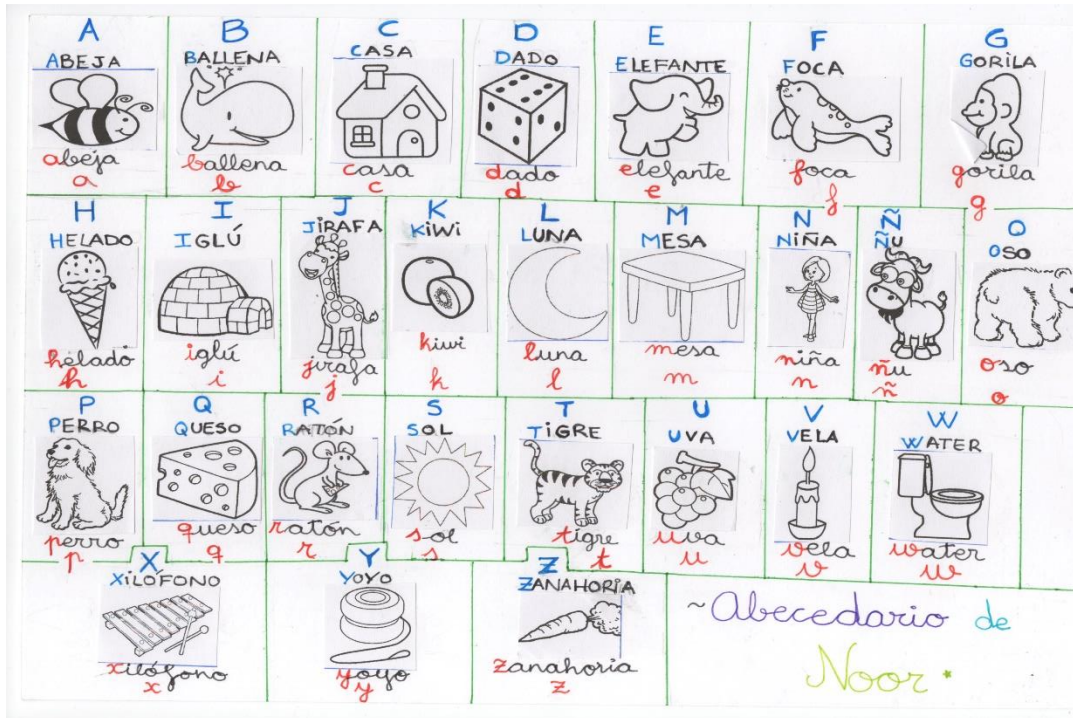 A
ABEJA
abeja
a
B
BALLENA
ballena
b
C
CASA
casa
c
D
DADO
dado
d
E
ELEFANTE
elefante
e
F
FOCA
foca
f
G
GORILA
gorila
g
H
HELADO
helado
h
I
IGLÚ
iglú
i
J
JiRAFA
jirafa
j
K
KiWi
kiwi
k
L
LUNA
luna
l
M
MESA
mesa
m
N
NiÑA
niña
n
Ñ
ÑU
ñu
ñ
O
OSO
oso
o
P
PERRO
perro
p
Q
QUESO
queso
q
R
RATÓN
ratón
r
S
SOL
sol
s
T
TiGRE
tigre
t
U
UVA
uva
u
V
VELA
vela
v
W
WATER
water
w
X
XiLÓFONO
xilófono
x
Y
YOYO
yoyo
y
Z
ZANAHORiA
zanahoria
z
~Abecedario de
Noor*